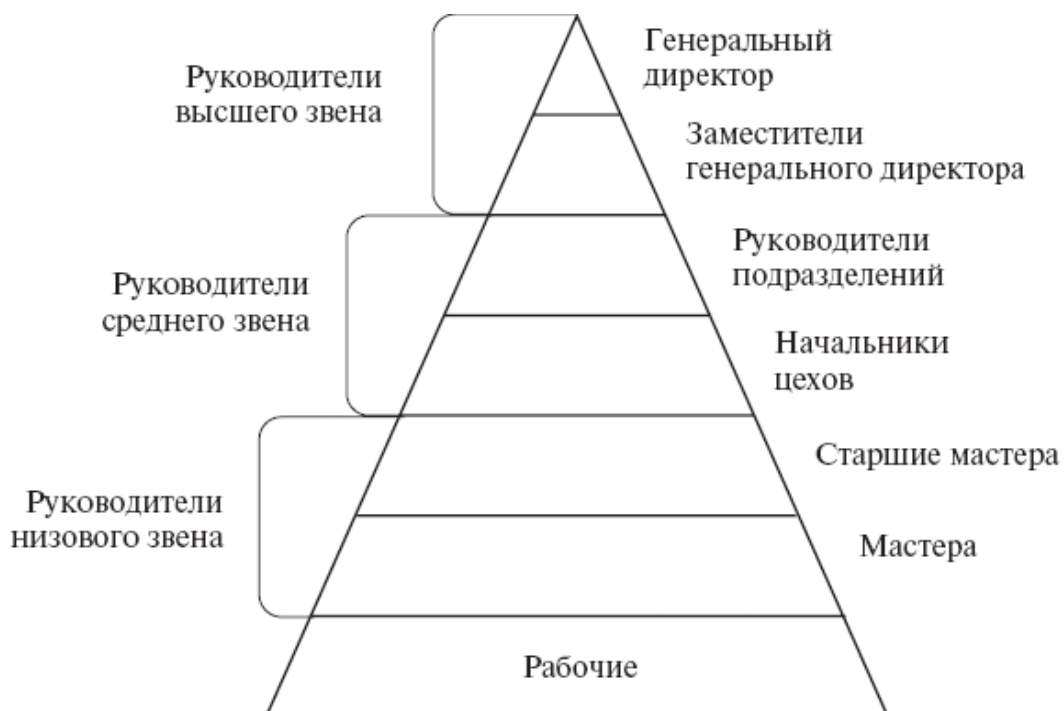 Генеральный
директор
Руководители
высшего звена
Заместители
генерального директора
Руководители
подразделений
Руководители
среднего звена
Начальники
цехов
Старшие мастера
Руководители
низового звена
Мастера
Рабочие